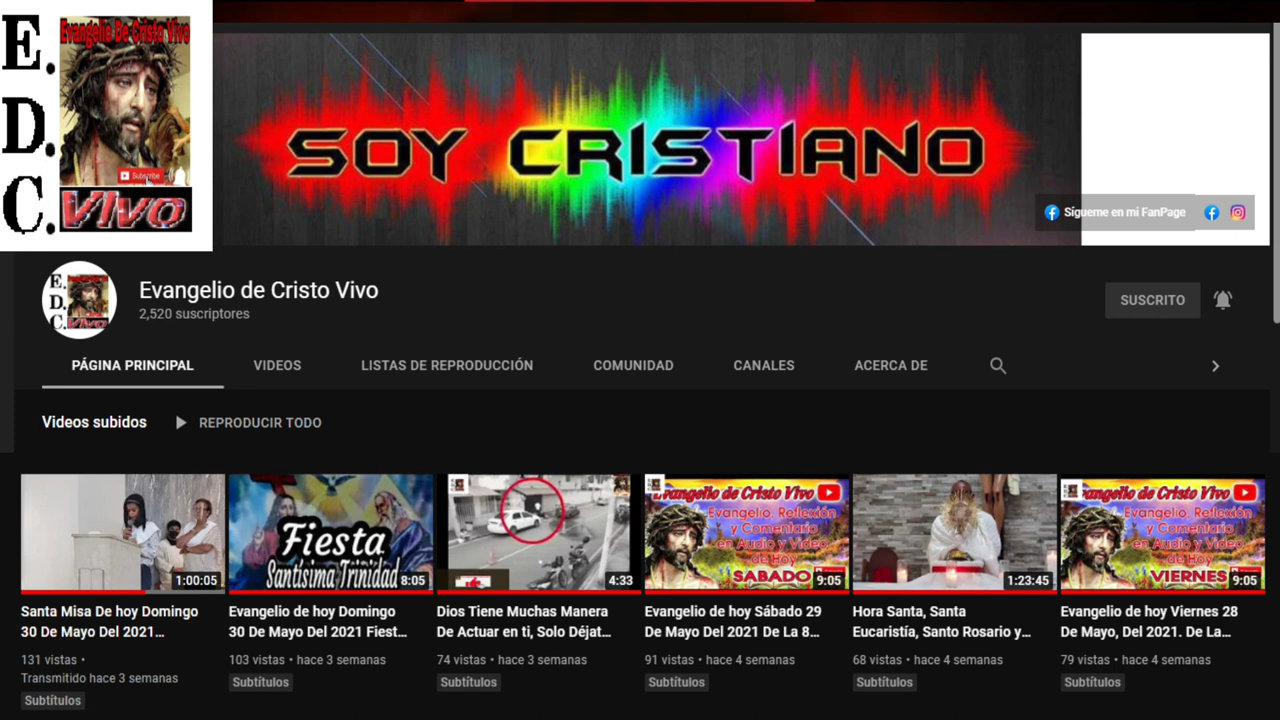 E.
D.
C.
Evangelio De Cristo Vivo
Subscribe
Vivo
SOY CRISTIANO
Sígueme en mi FanPage
Evangelio de Cristo Vivo
2,520 suscriptores
SUSCRITO
PÁGINA PRINCIPAL
VIDEOS
LISTAS DE REPRODUCCIÓN
COMUNIDAD
CANALES
ACERCA DE
Videos subidos
REPRODUCIR TODO
1:00:05
Santa Misa De hoy Domingo
30 De Mayo Del 2021...
131 vistas •
Transmitido hace 3 semanas
Subtítulos
Fiesta
Santísima Trinidad
8:05
Evangelio de hoy Domingo
30 De Mayo Del 2021 Fiest...
103 vistas • hace 3 semanas
Subtítulos
4:33
Dios Tiene Muchas Manera
De Actuar en ti, Solo Déjat...
74 vistas • hace 3 semanas
Subtítulos
Evangelio de Cristo Vivo
Evangelio, Reflexión
y Comentario
en Audio y Video
de Hoy
SABADO
9:05
Evangelio de hoy Sábado 29
De Mayo Del 2021 De La 8...
91 vistas • hace 4 semanas
Subtítulos
1:23:45
Hora Santa, Santa
Eucaristía, Santo Rosario y...
68 vistas • hace 4 semanas
Subtítulos
Evangelio de Cristo Vivo
Evangelio, Reflexión
y Comentario
en Audio y Video
de Hoy
VIERNES
9:05
Evangelio de hoy Viernes 28
De Mayo, Del 2021. De La...
79 vistas • hace 4 semanas
Subtítulos